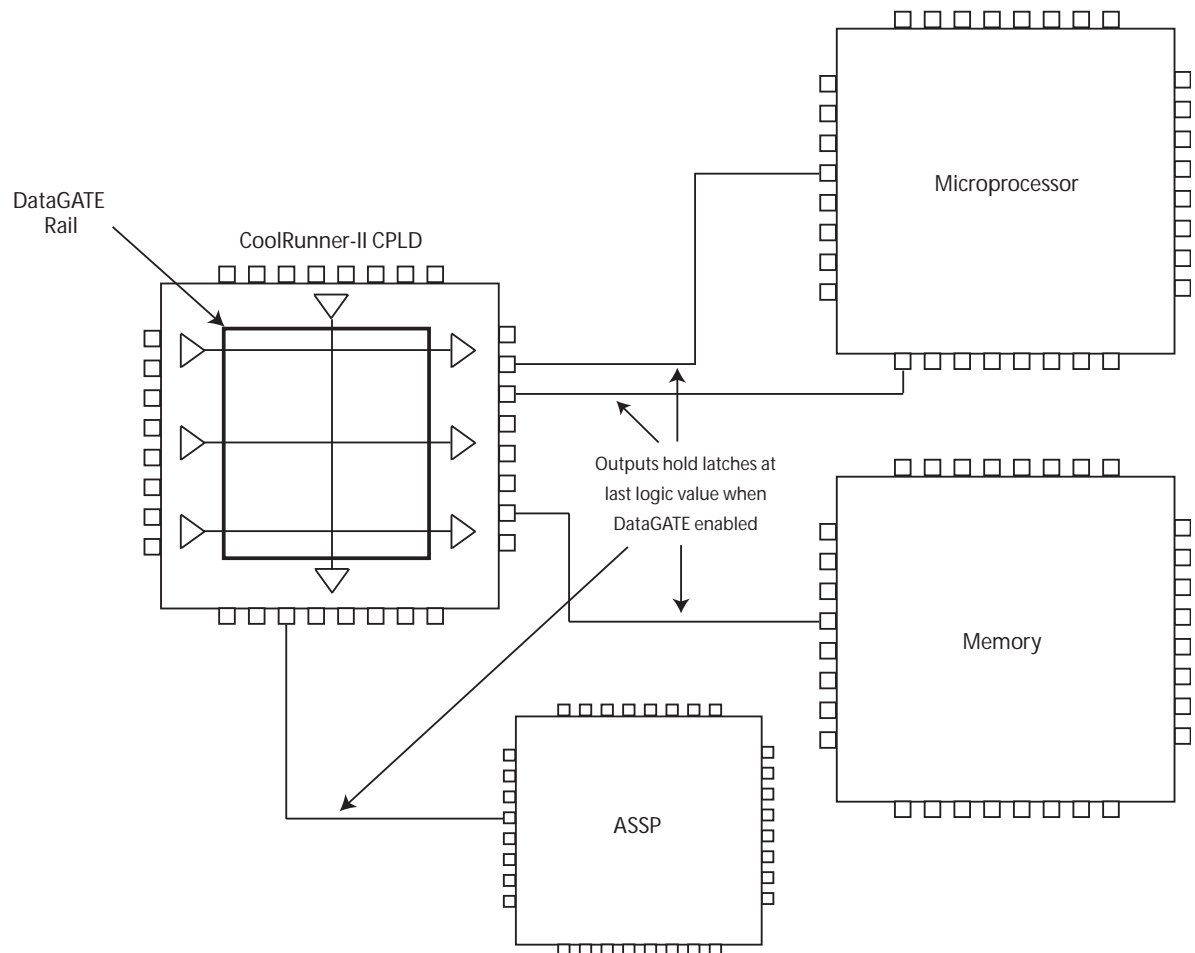 DataGATE
Rail
CoolRunner-II CPLD
Microprocessor
Outputs hold latches at
last logic value when
DataGATE enabled
Memory
ASSP